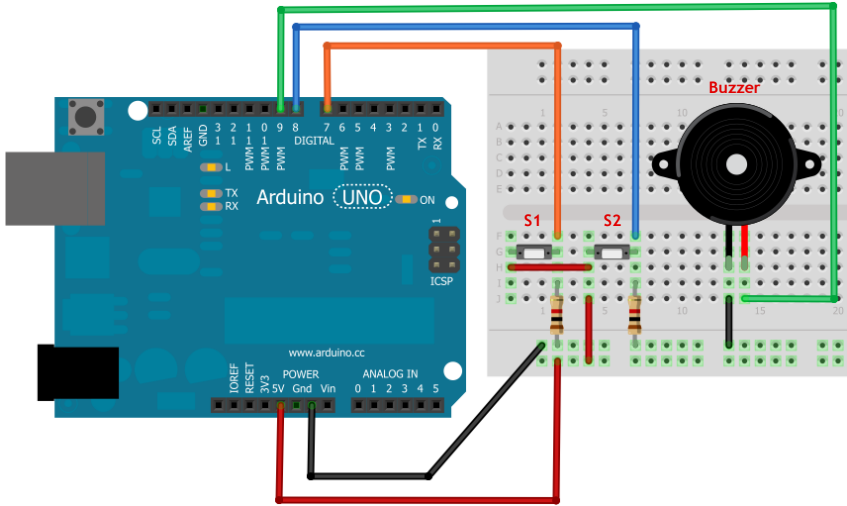 Buzzer
SCL
SDA
AREF
GND
13
12
PWM 11
PWM 10
PWM 9
8
DIGITAL
7
PWM 6
PWM 5
4
PWM 3
2
TX 1
RX 0
L
TX
RX
Arduino UNO
ON
1
ICSP
www.arduino.cc
POWER
ANALOG IN
IOREF
RESET
3V3
5V
Gnd
Vin
0 1 2 3 4 5
1 10
A
B
C
D
E
S1 S2
F
G
H
I
J
1 5 10 15 20